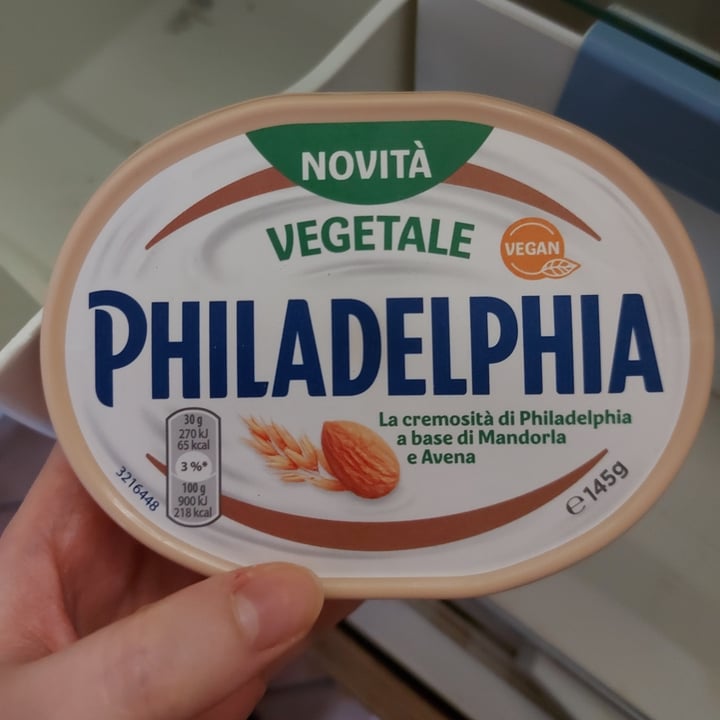 NOVITÀ
VEGETALE
VEGAN
PHILADELPHIA
La cremosità di Philadelphia
a base di Mandorla
e Avena
30 g
270 kJ
65 kcal
3 %*
100 g
900 kJ
218 kcal
3216448
℮ 145g